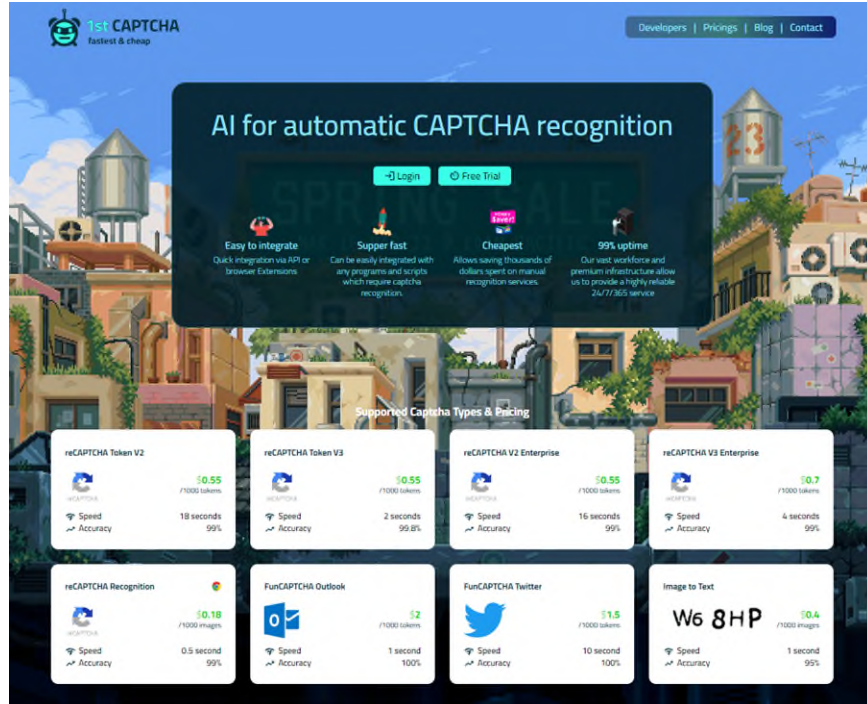 1st CAPTCHA
fastest & cheap
Developers | Pricings | Blog | Contact
AI for automatic CAPTCHA recognition
Login
Free Trial
SPRING SALE
23
Easy to integrate
Quick integration via API or
browser Extensions
Supper fast
Can be easily integrated with
any programs and scripts
which require captcha
recognition.
Cheapest
Allows saving thousands of
dollars spent on manual
recognition services.
99% uptime
Our vast workforce and
premium infrastructure allow
us to provide a highly reliable
24/7/365 service
Supported Captcha Types & Pricing
reCAPTCHA Token V2
reCAPTCHA
$0.55
/1000 tokens
Speed 18 seconds
Accuracy 99%
reCAPTCHA Token V3
reCAPTCHA
$0.55
/1000 tokens
Speed 2 seconds
Accuracy 99.8%
reCAPTCHA V2 Enterprise
reCAPTCHA
$0.55
/1000 tokens
Speed 16 seconds
Accuracy 99%
reCAPTCHA V3 Enterprise
reCAPTCHA
$0.7
/1000 tokens
Speed 4 seconds
Accuracy 99%
reCAPTCHA Recognition
reCAPTCHA
$0.18
/1000 images
Speed 0.5 second
Accuracy 99%
FunCAPTCHA Outlook
$2
/1000 tokens
Speed 1 second
Accuracy 100%
FunCAPTCHA Twitter
$1.5
/1000 tokens
Speed 10 second
Accuracy 100%
Image to Text
W6 8HP
$0.4
/1000 images
Speed 1 second
Accuracy 95%